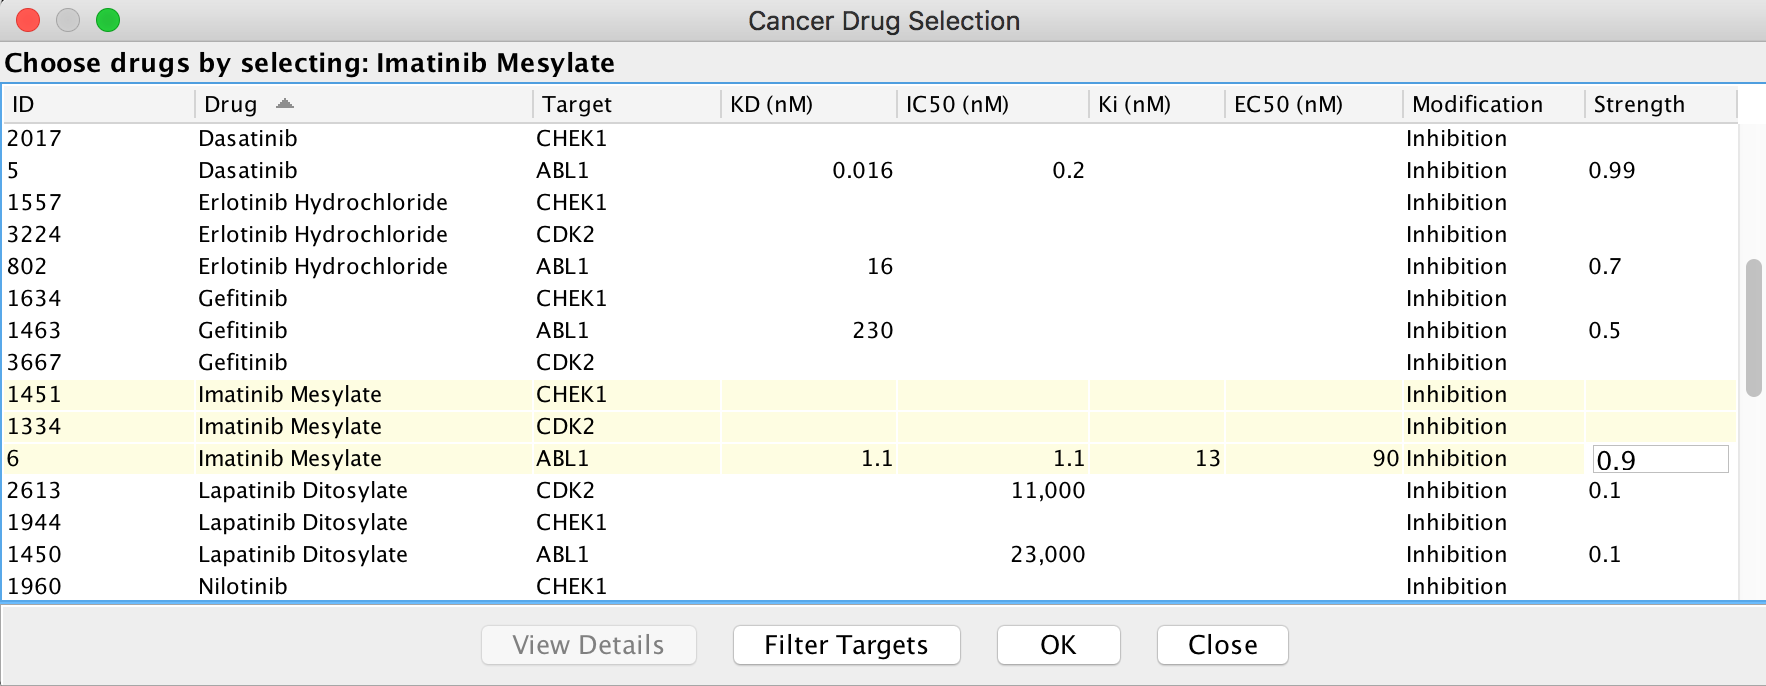 Cancer Drug Selection
Choose drugs by selecting: Imatinib Mesylate
ID Drug Target KD (nM) IC50 (nM) Ki (nM) EC50 (nM) Modification Strength
2017 Dasatinib CHEK1 Inhibition
5 Dasatinib ABL1 0.016 0.2 Inhibition 0.99
1557 Erlotinib Hydrochloride CHEK1 Inhibition
3224 Erlotinib Hydrochloride CDK2 Inhibition
802 Erlotinib Hydrochloride ABL1 16 Inhibition 0.7
1634 Gefitinib CHEK1 Inhibition
1463 Gefitinib ABL1 230 Inhibition 0.5
3667 Gefitinib CDK2 Inhibition
1451 Imatinib Mesylate CHEK1 Inhibition
1334 Imatinib Mesylate CDK2 Inhibition
6 Imatinib Mesylate ABL1 1.1 1.1 13 90 Inhibition 0.9
2613 Lapatinib Ditosylate CDK2 11,000 Inhibition 0.1
1944 Lapatinib Ditosylate CHEK1 Inhibition
1450 Lapatinib Ditosylate ABL1 23,000 Inhibition 0.1
1960 Nilotinib CHEK1 Inhibition
View Details Filter Targets OK Close